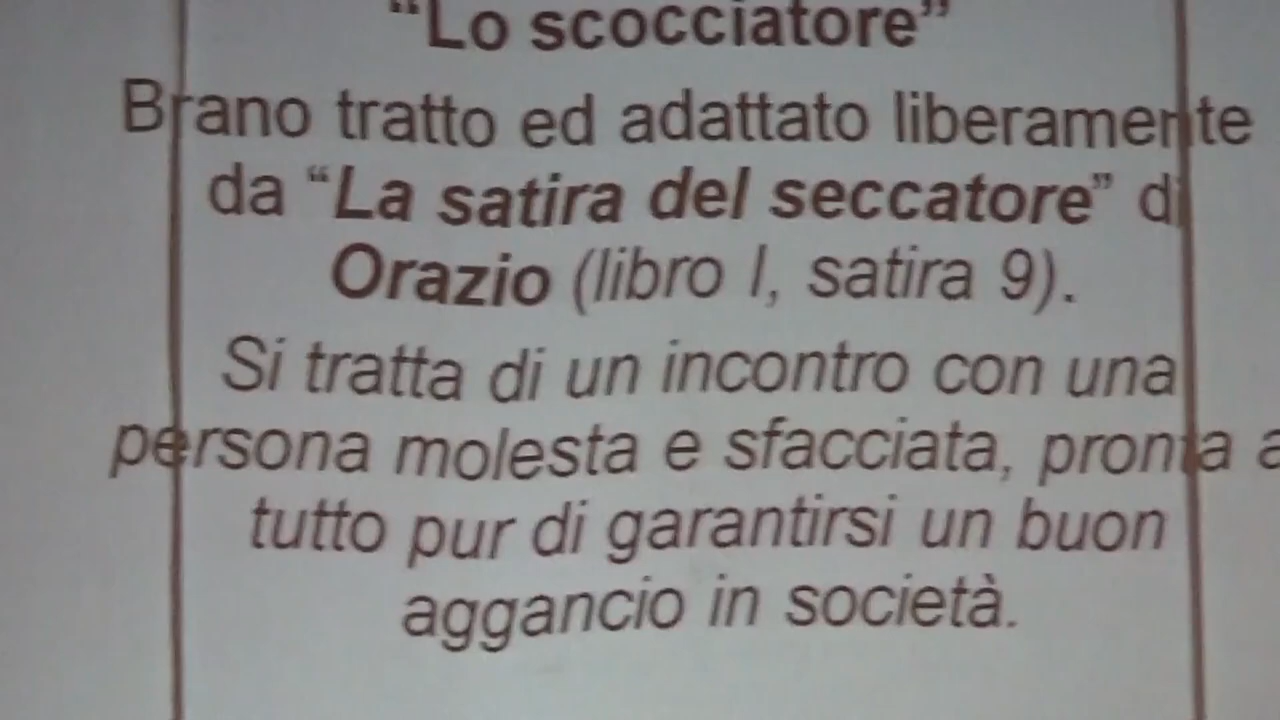 “Lo scocciatore”
Brano tratto ed adattato liberamente
da “La satira del seccatore” di
Orazio (libro I, satira 9).
Si tratta di un incontro con una
persona molesta e sfacciata, pronta a
tutto pur di garantirsi un buon
aggancio in società.